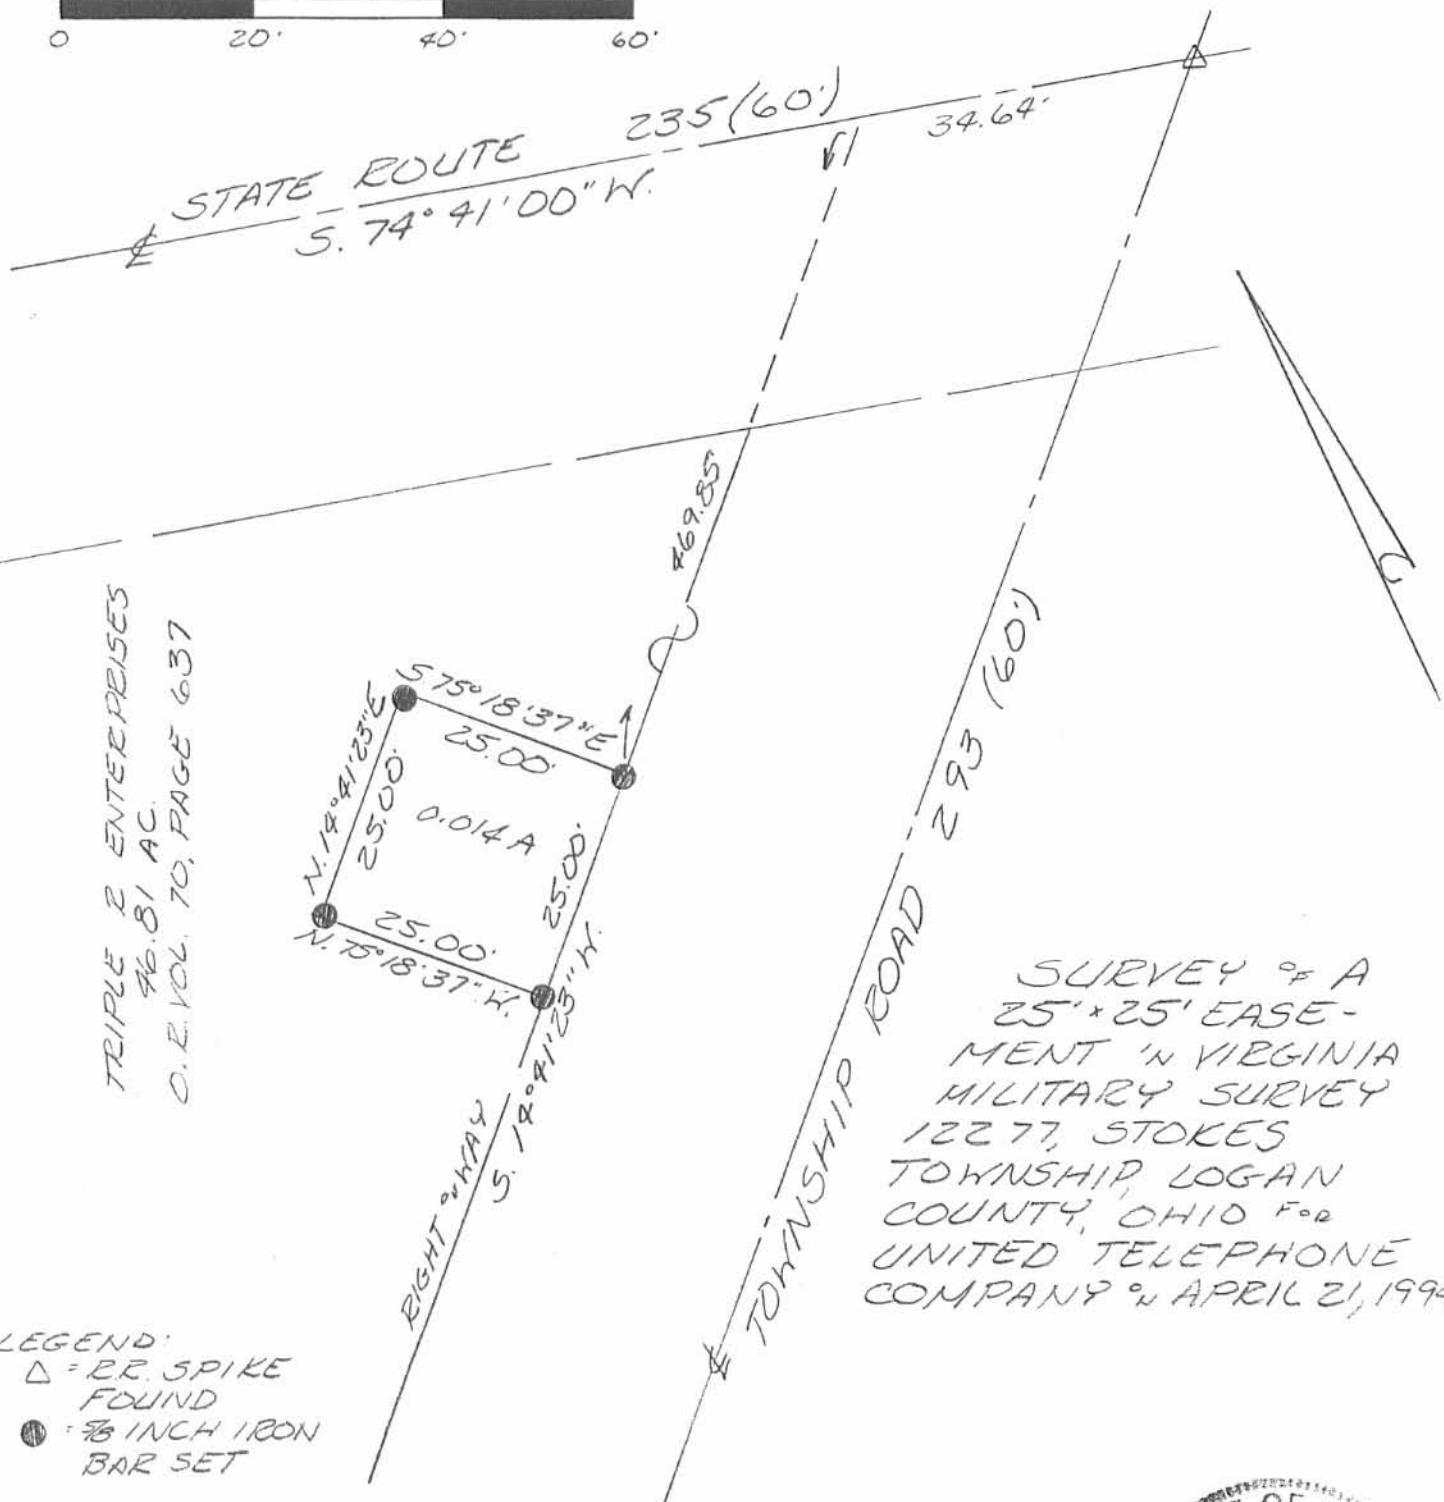 0 20' 40' 60'
STATE ROUTE 235 (60')
S. 74° 41' 00" W.
34.64'
469.85'
TRIPLE R ENTERPRISES
46.81 AC.
O.R. VOL. 70, PAGE 637
S 75° 18' 37" E
25.00'
N. 14° 41' 23" E
25.00'
0.014 A
25.00'
25.00'
N. 75° 18' 37" W.
S. 14° 41' 23" W.
RIGHT OF WAY
TOWNSHIP ROAD 293 (60')
SURVEY OF A
25' x 25' EASE-
MENT IN VIRGINIA
MILITARY SURVEY
12277, STOKES
TOWNSHIP, LOGAN
COUNTY, OHIO FOR
UNITED TELEPHONE
COMPANY ON APRIL 21, 199
LEGEND:
△ = R.R. SPIKE
FOUND
● = 5/8 INCH IRON
BAR SET
OF